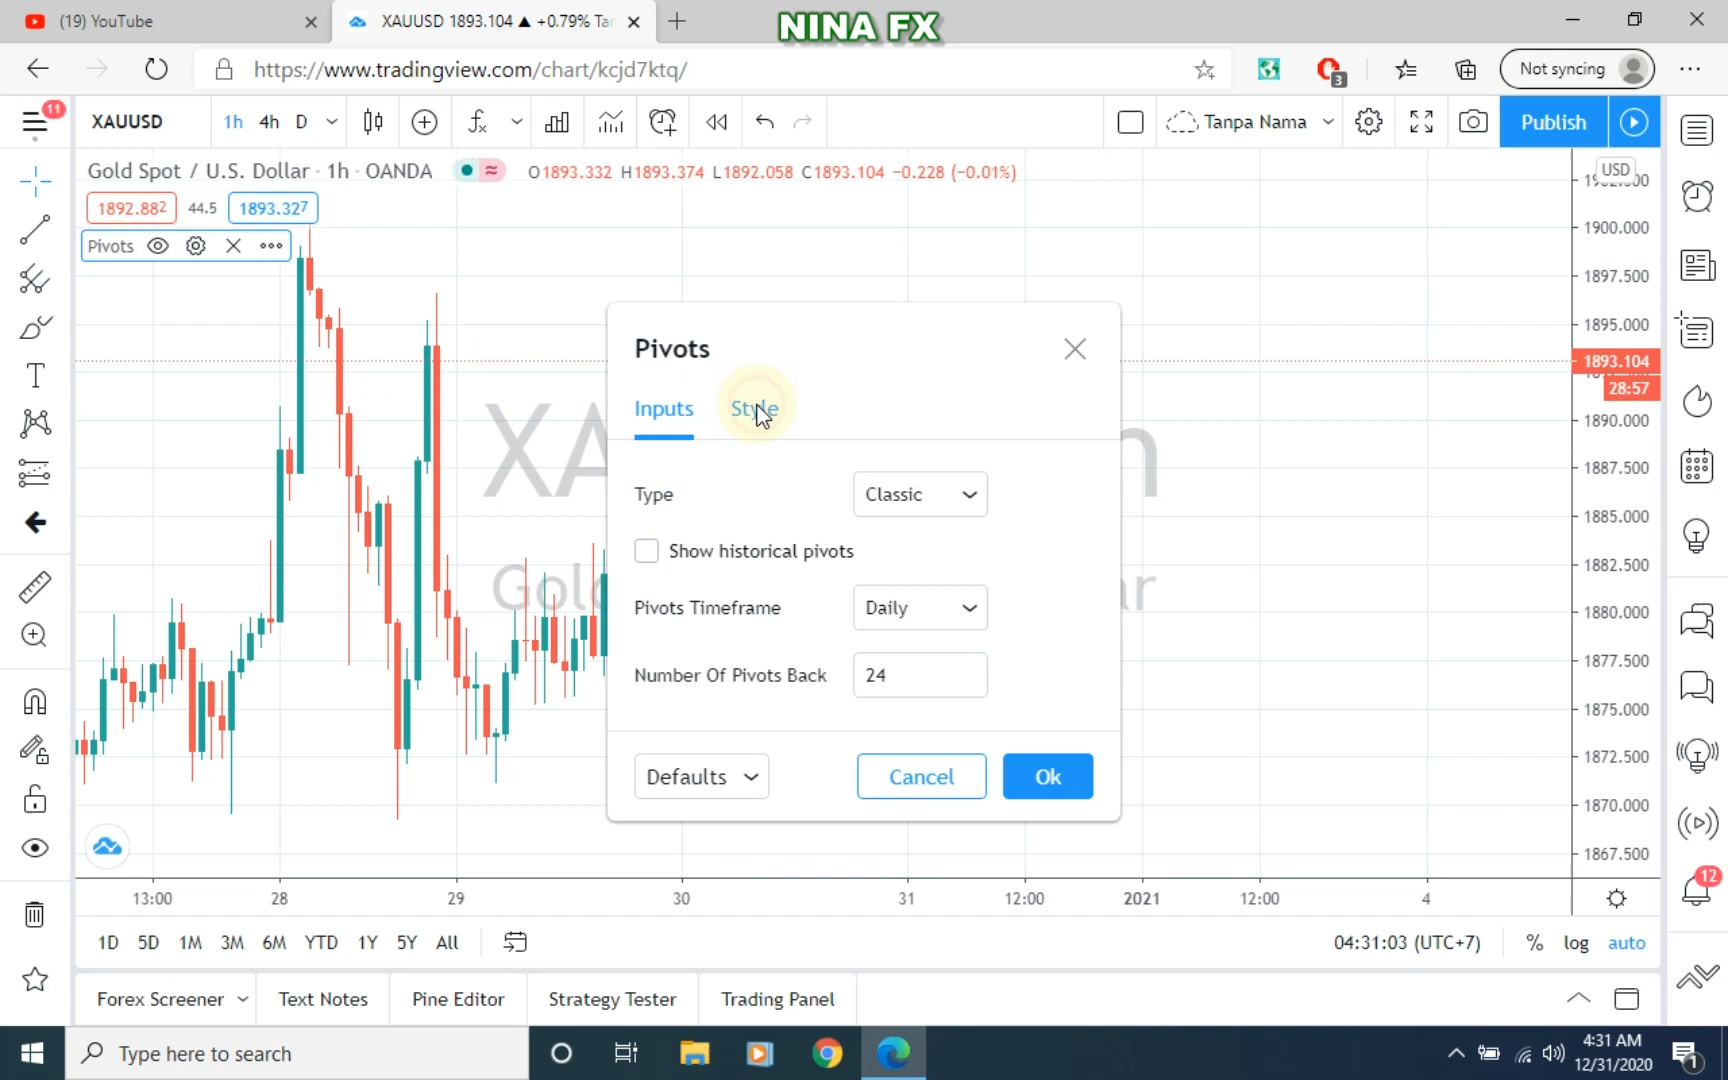 (19) YouTube
XAUUSD 1893.104 ▲ +0.79% Tan
NINA FX
https://www.tradingview.com/chart/kcjd7ktq/
3
Not syncing
11
XAUUSD
1h 4h D
Tanpa Nama
Publish
Gold Spot / U.S. Dollar · 1h · OANDA
O1893.332 H1893.374 L1892.058 C1893.104 −0.228 (−0.01%)
USD
1892.882 44.5 1893.327
Pivots
1900.000
1897.500
1895.000
1893.104
28:57
1890.000
1887.500
1885.000
1882.500
1880.000
1877.500
1875.000
1872.500
1870.000
1867.500
Pivots
Inputs Style
Type Classic
Show historical pivots
Pivots Timeframe Daily
Number Of Pivots Back 24
Defaults Cancel Ok
13:00 28 29 30 31 12:00 2021 12:00 4
12
1D 5D 1M 3M 6M YTD 1Y 5Y All
04:31:03 (UTC+7) % log auto
Forex Screener Text Notes Pine Editor Strategy Tester Trading Panel
Type here to search
4:31 AM
12/31/2020
1